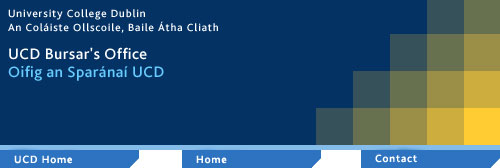 University College Dublin
An Coláiste Ollscoile, Baile Átha Cliath
UCD Bursar's Office
Oifig an Sparánaí UCD
UCD Home
Home
Contact